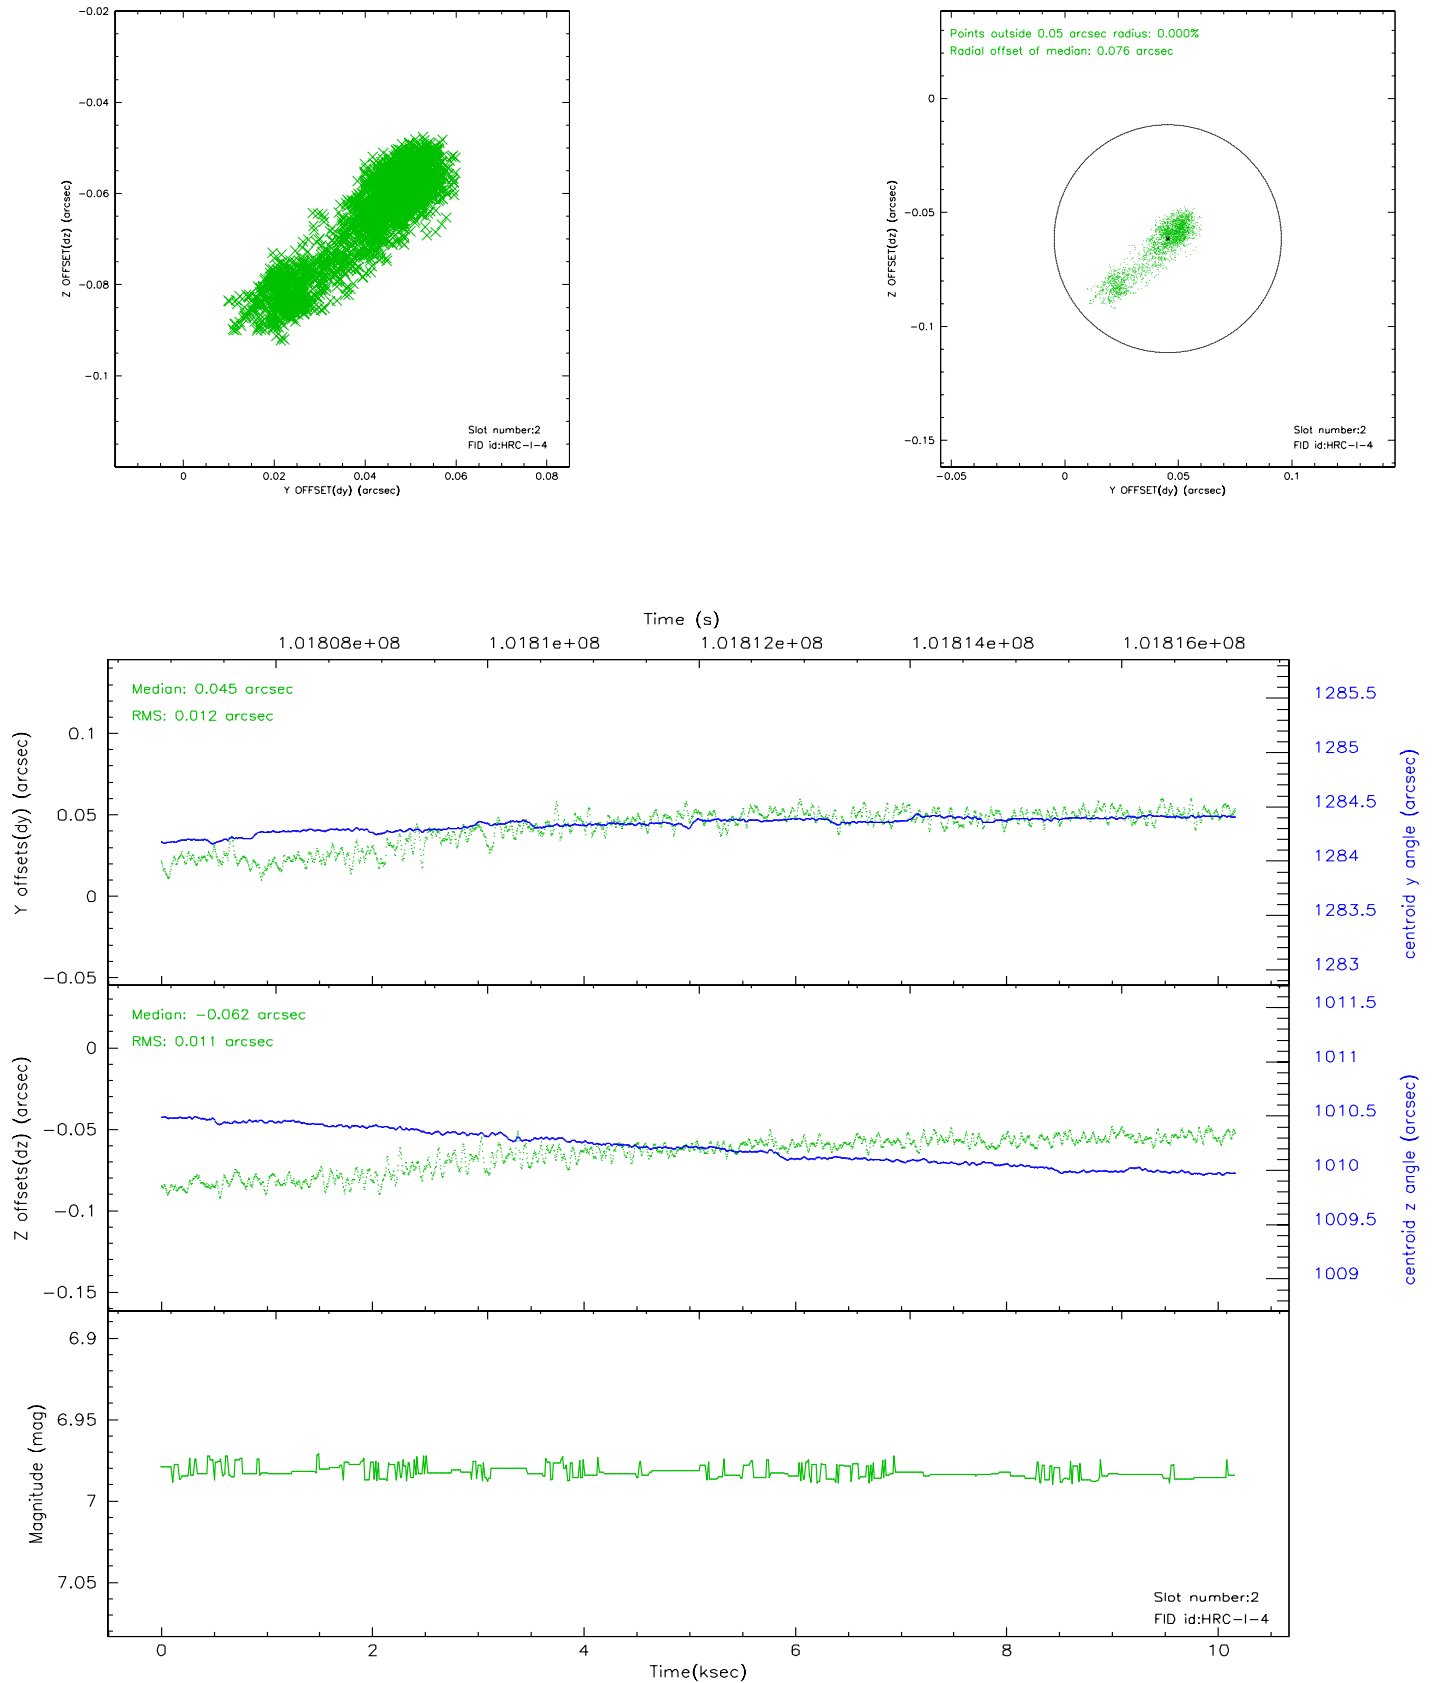 -0.02
-0.04
-0.06
-0.08
-0.1
Z OFFSET(dz) (arcsec)
Slot number:2
FID id:HRC-I-4
0 0.02 0.04 0.06 0.08
Y OFFSET(dy) (arcsec)
Points outside 0.05 arcsec radius: 0.000%
Radial offset of median: 0.076 arcsec
0
-0.05
-0.1
-0.15
Z OFFSET(dz) (arcsec)
Slot number:2
FID id:HRC-I-4
-0.05 0 0.05 0.1
Y OFFSET(dy) (arcsec)
Time (s)
1.01808e+08 1.0181e+08 1.01812e+08 1.01814e+08 1.01816e+08
Median: 0.045 arcsec
RMS: 0.012 arcsec
0.1
0.05
0
-0.05
Y offsets(dy) (arcsec)
1285.5
1285
1284.5
1284
1283.5
1283
centroid y angle (arcsec)
Median: -0.062 arcsec
RMS: 0.011 arcsec
0
-0.05
-0.1
-0.15
Z offsets(dz) (arcsec)
1011.5
1011
1010.5
1010
1009.5
1009
centroid z angle (arcsec)
6.9
6.95
7
7.05
Magnitude (mag)
Slot number:2
FID id:HRC-I-4
0 2 4 6 8 10
Time(ksec)